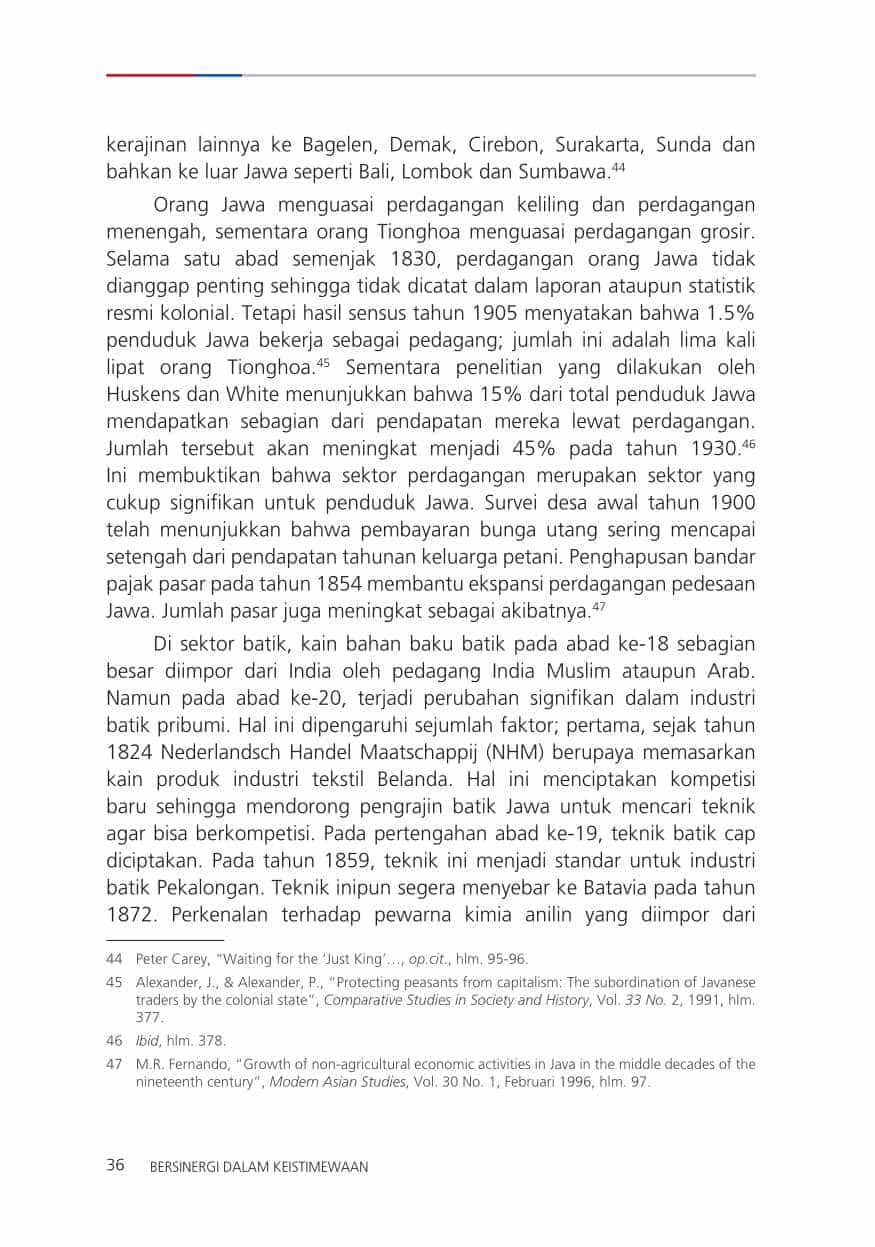 kerajinan lainnya ke Bagelen, Demak, Cirebon, Surakarta, Sunda dan
bahkan ke luar Jawa seperti Bali, Lombok dan Sumbawa.44
Orang Jawa menguasai perdagangan keliling dan perdagangan
menengah, sementara orang Tionghoa menguasai perdagangan grosir.
Selama satu abad semenjak 1830, perdagangan orang Jawa tidak
dianggap penting sehingga tidak dicatat dalam laporan ataupun statistik
resmi kolonial. Tetapi hasil sensus tahun 1905 menyatakan bahwa 1.5%
penduduk Jawa bekerja sebagai pedagang; jumlah ini adalah lima kali
lipat orang Tionghoa.45 Sementara penelitian yang dilakukan oleh
Huskens dan White menunjukkan bahwa 15% dari total penduduk Jawa
mendapatkan sebagian dari pendapatan mereka lewat perdagangan.
Jumlah tersebut akan meningkat menjadi 45% pada tahun 1930.46
Ini membuktikan bahwa sektor perdagangan merupakan sektor yang
cukup signifikan untuk penduduk Jawa. Survei desa awal tahun 1900
telah menunjukkan bahwa pembayaran bunga utang sering mencapai
setengah dari pendapatan tahunan keluarga petani. Penghapusan bandar
pajak pasar pada tahun 1854 membantu ekspansi perdagangan pedesaan
Jawa. Jumlah pasar juga meningkat sebagai akibatnya.47
Di sektor batik, kain bahan baku batik pada abad ke-18 sebagian
besar diimpor dari India oleh pedagang India Muslim ataupun Arab.
Namun pada abad ke-20, terjadi perubahan signifikan dalam industri
batik pribumi. Hal ini dipengaruhi sejumlah faktor; pertama, sejak tahun
1824 Nederlandsch Handel Maatschappij (NHM) berupaya memasarkan
kain produk industri tekstil Belanda. Hal ini menciptakan kompetisi
baru sehingga mendorong pengrajin batik Jawa untuk mencari teknik
agar bisa berkompetisi. Pada pertengahan abad ke-19, teknik batik cap
diciptakan. Pada tahun 1859, teknik ini menjadi standar untuk industri
batik Pekalongan. Teknik inipun segera menyebar ke Batavia pada tahun
1872. Perkenalan terhadap pewarna kimia anilin yang diimpor dari
44 Peter Carey, “Waiting for the ‘Just King’…, op.cit., hlm. 95-96.
45 Alexander, J., & Alexander, P., “Protecting peasants from capitalism: The subordination of Javanese
traders by the colonial state”, Comparative Studies in Society and History, Vol. 33 No. 2, 1991, hlm.
377.
46 Ibid, hlm. 378.
47 M.R. Fernando, “Growth of non-agricultural economic activities in Java in the middle decades of the
nineteenth century”, Modern Asian Studies, Vol. 30 No. 1, Februari 1996, hlm. 97.
36 BERSINERGI DALAM KEISTIMEWAAN